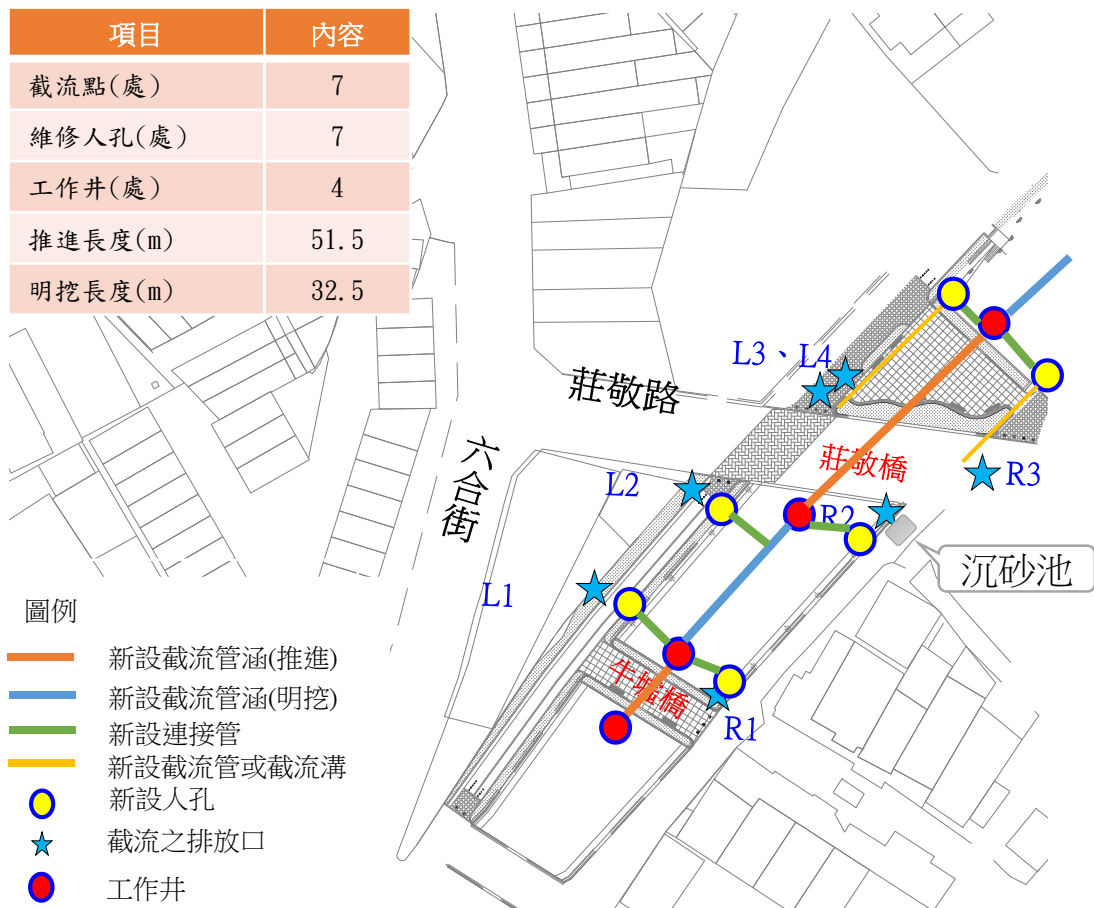 項目 內容
截流點(處) 7
維修人孔(處) 7
工作井(處) 4
推進長度(m) 51.5
明挖長度(m) 32.5
L3、L4
莊敬路
六合街
莊敬橋
R3
L2
R2
沉砂池
L1
牛墟橋
R1
圖例
新設截流管涵(推進)
新設截流管涵(明挖)
新設連接管
新設截流管或截流溝
新設人孔
截流之排放口
工作井